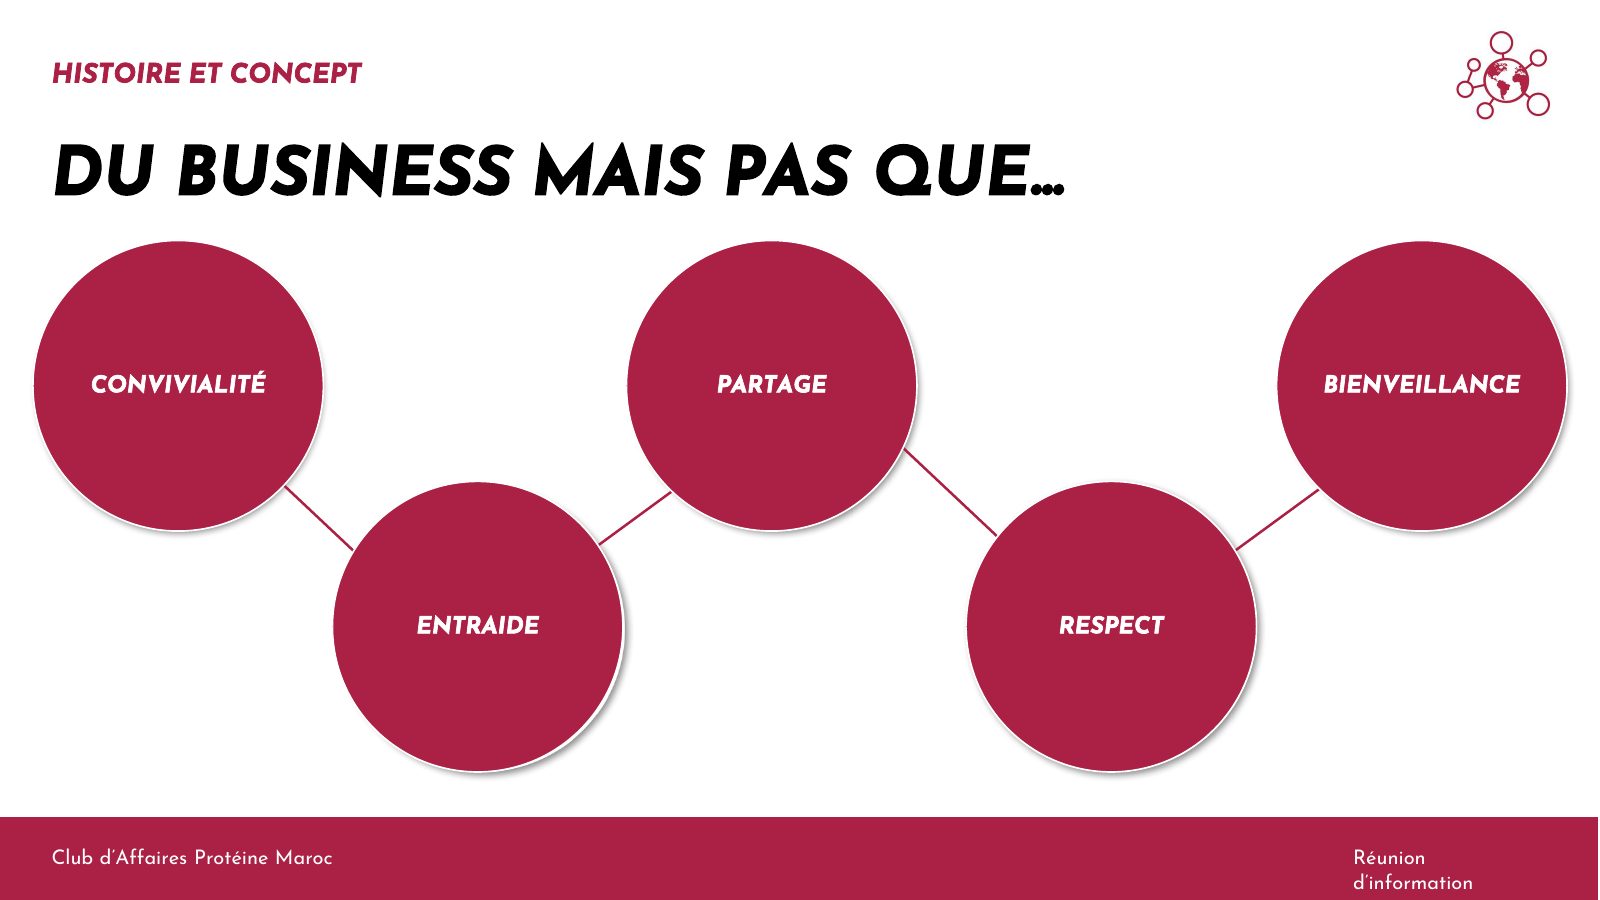 HISTOIRE ET CONCEPT
DU BUSINESS MAIS PAS QUE...
CONVIVIALITÉ
PARTAGE
BIENVEILLANCE
ENTRAIDE
RESPECT
Club d'Affaires Protéine Maroc
Réunion
d'information